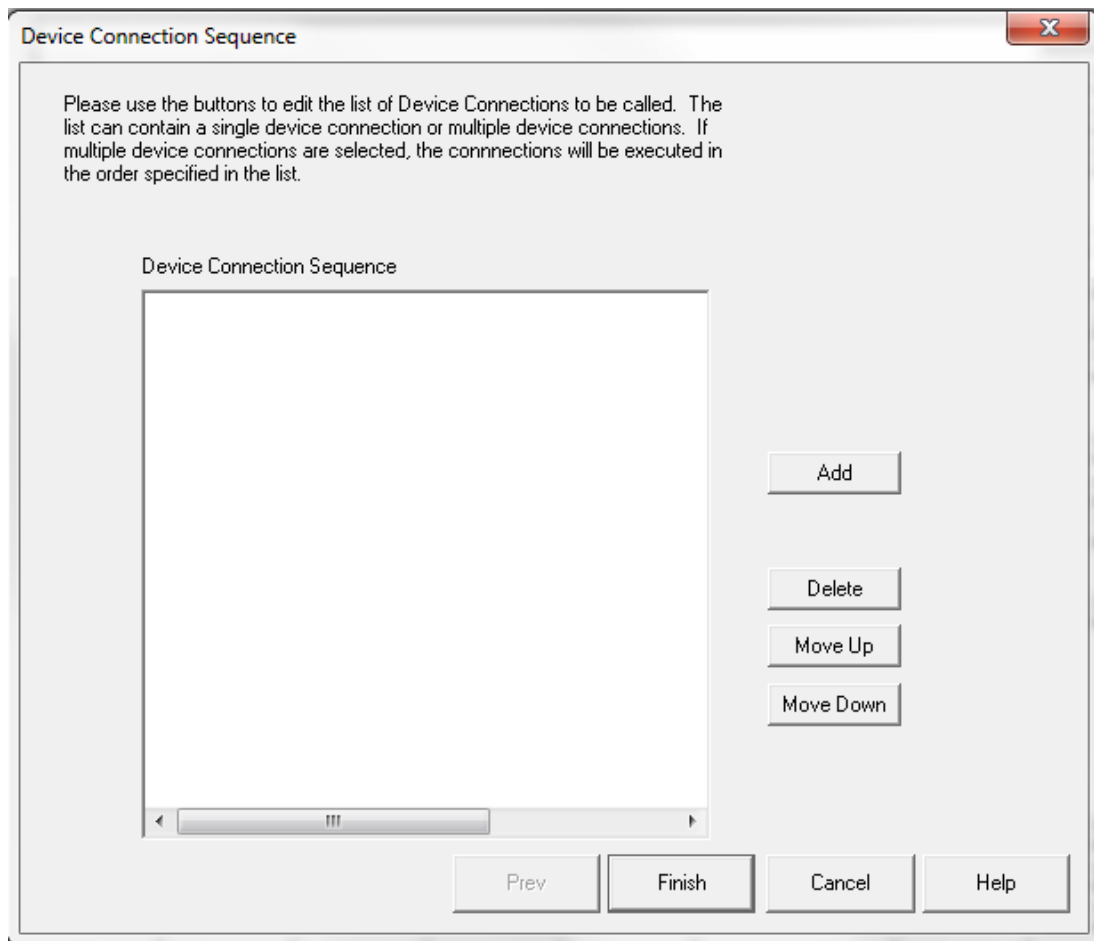 Device Connection Sequence
Please use the buttons to edit the list of Device Connections to be called. The
list can contain a single device connection or multiple device connections. If
multiple device connections are selected, the connnections will be executed in
the order specified in the list.
Device Connection Sequence
Add
Delete
Move Up
Move Down
Prev
Finish
Cancel
Help